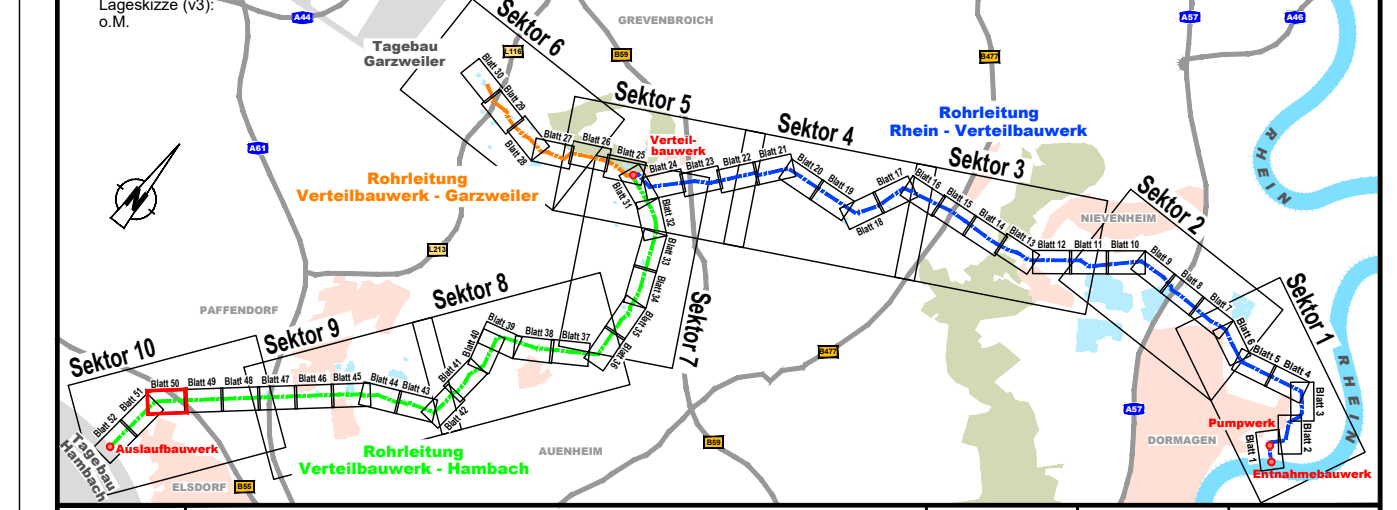 Lageskizze (v3):
o.M.
A44
Tagebau
Garzweiler
L116
Sektor 6
GREVENBROICH
B59
A57
A46
B477
RHEIN
A61
Blatt 30
Blatt 29
Blatt 28
Blatt 27
Blatt 26
Blatt 25
Sektor 5
Verteil-
bauwerk
Sektor 4
Rohrleitung
Rhein - Verteilbauwerk
Sektor 3
Rohrleitung
Verteilbauwerk - Garzweiler
Blatt 31
Blatt 24
Blatt 23
Blatt 22
Blatt 21
Blatt 20
Blatt 19
Blatt 18
Blatt 17
Blatt 16
Blatt 15
Blatt 14
Blatt 13
Blatt 12
Blatt 11
Blatt 10
NIEVENHEIM
Sektor 2
Blatt 9
Blatt 8
Blatt 7
Blatt 6
Blatt 5
Blatt 4
Blatt 3
Blatt 2
Blatt 1
Sektor 1
RHEIN
L213
Blatt 32
Blatt 33
Blatt 34
Blatt 35
Blatt 36
Sektor 7
PAFFENDORF
Sektor 8
Sektor 9
Sektor 10
Blatt 37
Blatt 38
Blatt 39
Blatt 40
Blatt 41
Blatt 42
Blatt 43
Blatt 44
Blatt 45
Blatt 46
Blatt 47
Blatt 48
Blatt 49
Blatt 50
Blatt 51
Blatt 52
B477
A57
B59
Pumpwerk
DORMAGEN
Entnahmebauwerk
Auslaufbauwerk
Tagebau
Hambach
Rohrleitung
Verteilbauwerk - Hambach
AUENHEIM
ELSDORF
B55
N